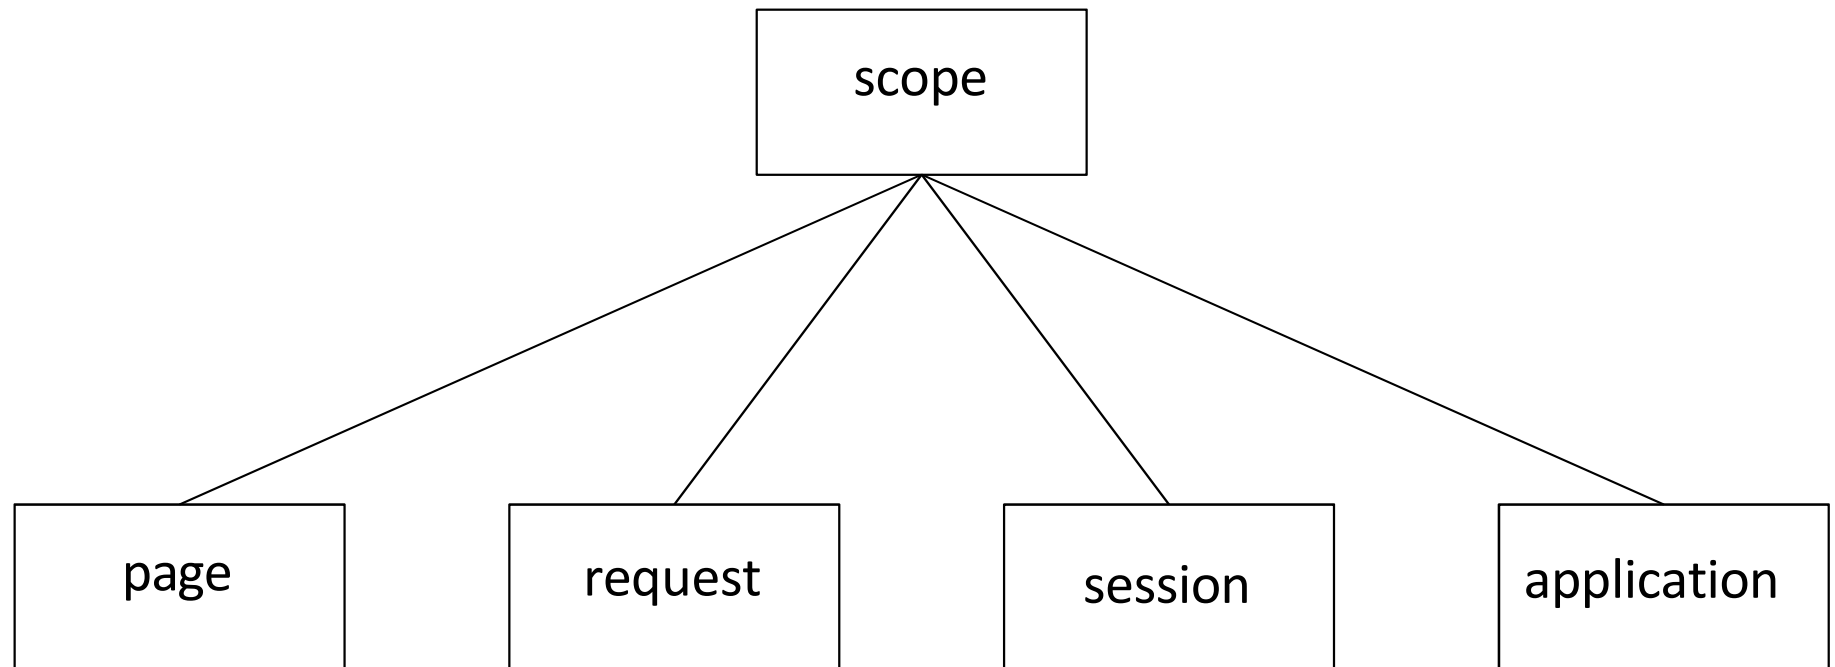 scope
page
request
session
application